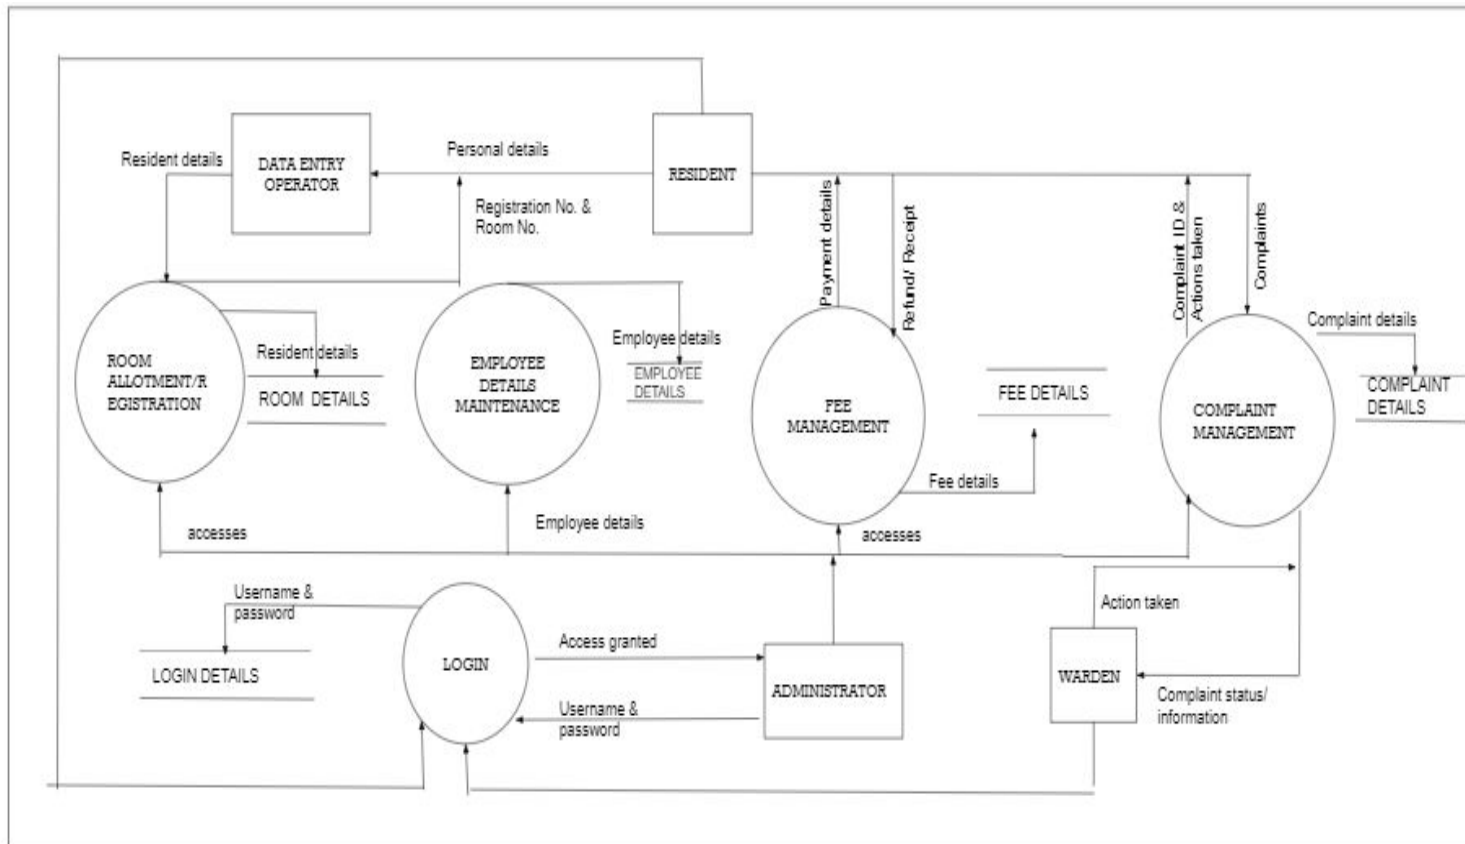 Resident details
DATA ENTRY
OPERATOR
Personal details
RESIDENT
Registration No. &
Room No.
Payment details
Refund/ Receipt
Complaint ID &
Actions taken
Complaints
Complaint details
ROOM
ALLOTMENT/R
EGISTRATION
Resident details
ROOM DETAILS
EMPLOYEE
DETAILS
MAINTENANCE
Employee details
EMPLOYEE
DETAILS
FEE
MANAGEMENT
FEE DETAILS
Fee details
COMPLAINT
MANAGEMENT
COMPLAINT
DETAILS
accesses
Employee details
accesses
Username &
password
LOGIN DETAILS
LOGIN
Access granted
Username &
password
ADMINISTRATOR
Action taken
WARDEN
Complaint status/
information